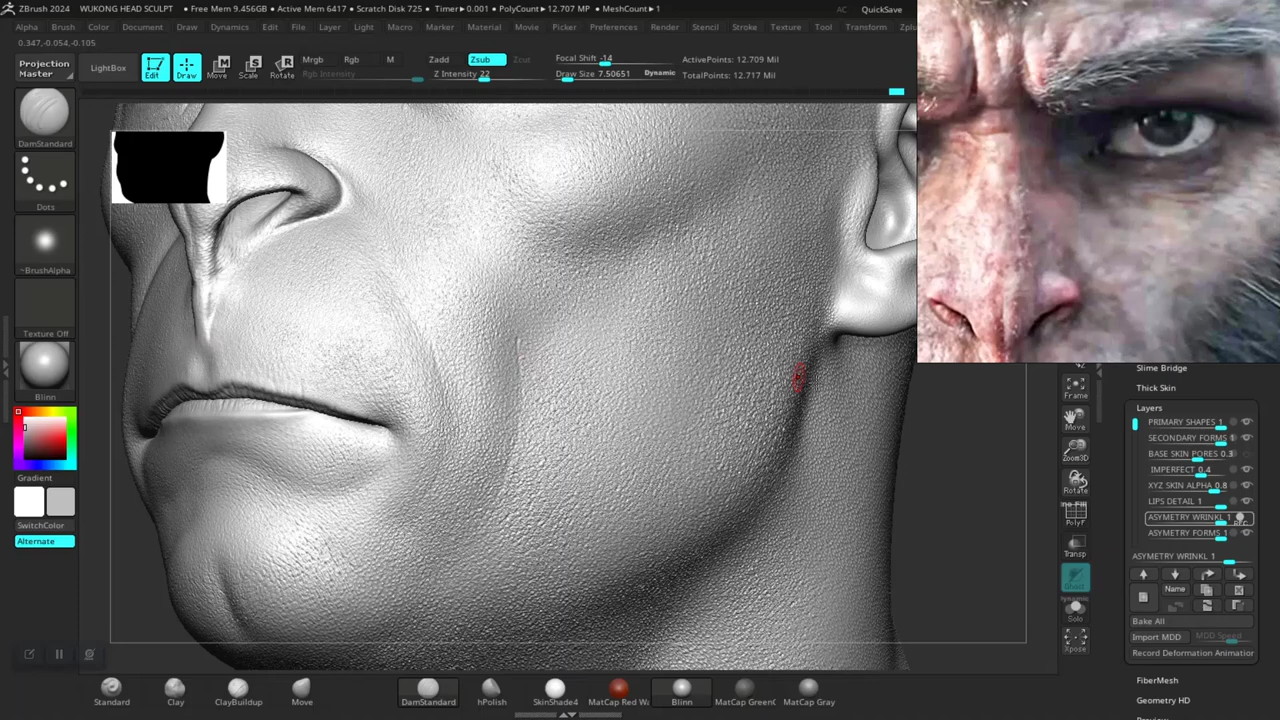 ZBrush 2024 WUKONG HEAD SCULPT • Free Mem 9.456GB • Active Mem 6417 • Scratch Disk 725 • Timer▶0.001 • PolyCount▶12.707 MP • MeshCount▶1 AC QuickSave
Alpha Brush Color Document Draw Dynamics Edit File Layer Light Macro Marker Material Movie Picker Preferences Render Stencil Stroke Texture Tool Transform
0.347,-0.054,-0.105
Projection Master
LightBox
Edit Draw Move Scale Rotate
Mrgb Rgb M
Rgb Intensity
Zadd Zsub Zcut
Z Intensity 22
Focal Shift -14
Draw Size 7.50651 Dynamic
ActivePoints: 12.709 Mil
TotalPoints: 12.717 Mil
DamStandard
Dots
~BrushAlpha
Texture Off
Blinn
Gradient
SwitchColor
Alternate
Frame
Move
Zoom3D
Rotate
PolyF
Transp
Ghost
Solo
Xpose
Slime Bridge
Thick Skin
Layers
PRIMARY SHAPES 1
SECONDARY FORMS 1
BASE SKIN PORES 0.3
IMPERFECT 0.4
XYZ SKIN ALPHA 0.8
LIPS DETAIL 1
ASYMETRY WRINKL 1
ASYMETRY FORMS 1
ASYMETRY WRINKL 1
Name
Bake All
Import MDD MDD Speed
Record Deformation Animation
FiberMesh
Geometry HD
Standard Clay ClayBuildup Move DamStandard hPolish SkinShade4 MatCap Red Wa Blinn MatCap GreenC MatCap Gray